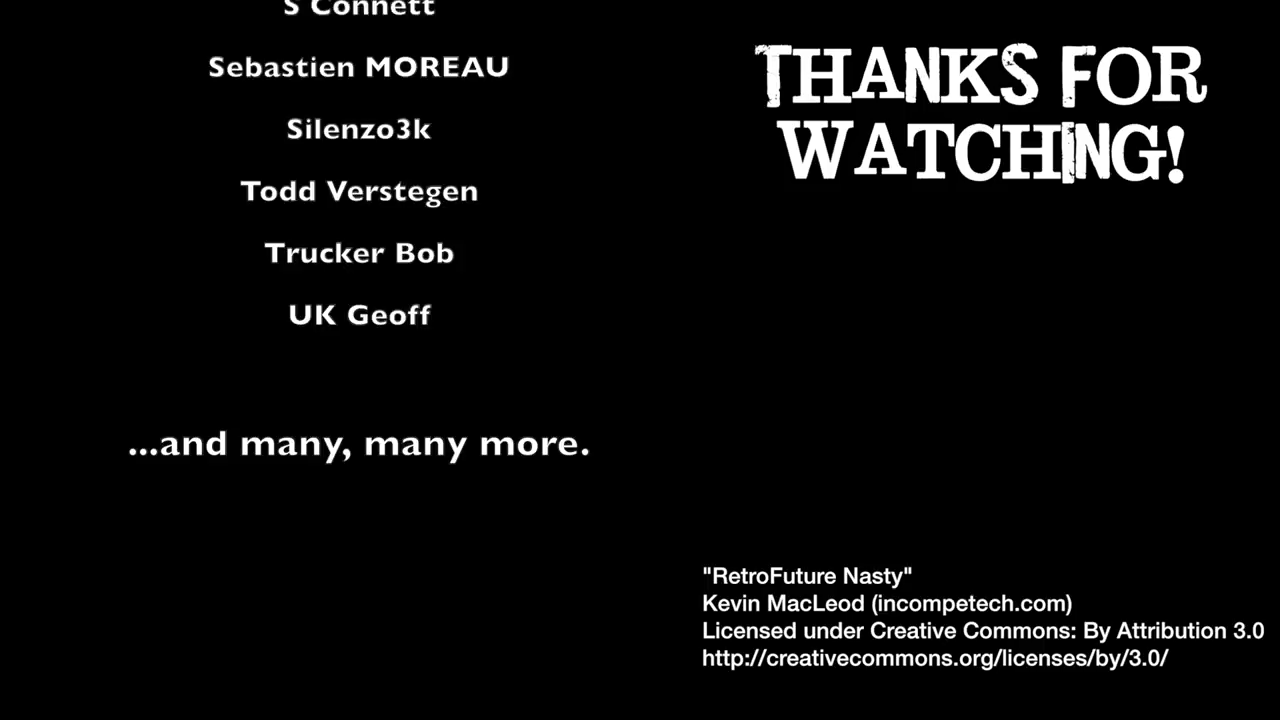 S Connett
Sebastien MOREAU
Silenzo3k
Todd Verstegen
Trucker Bob
UK Geoff
...and many, many more.
THANKS FOR
WATCHING!
"RetroFuture Nasty"
Kevin MacLeod (incompetech.com)
Licensed under Creative Commons: By Attribution 3.0
http://creativecommons.org/licenses/by/3.0/